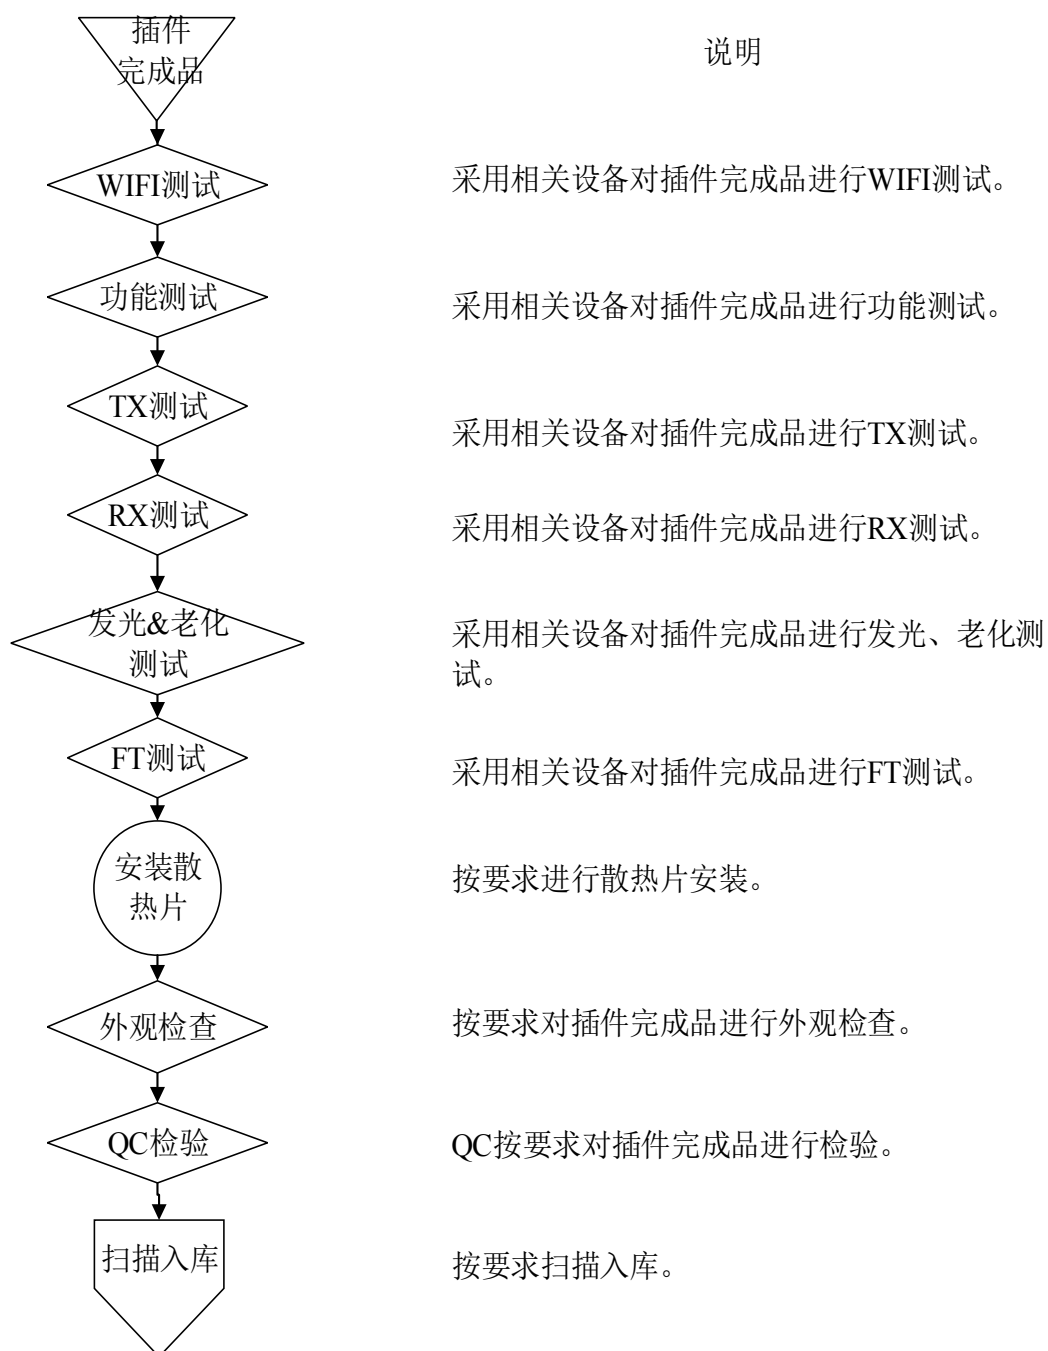 插件
完成品
说明
WIFI测试
采用相关设备对插件完成品进行WIFI测试。
功能测试
采用相关设备对插件完成品进行功能测试。
TX测试
采用相关设备对插件完成品进行TX测试。
RX测试
采用相关设备对插件完成品进行RX测试。
发光&老化
测试
采用相关设备对插件完成品进行发光、老化测
试。
FT测试
采用相关设备对插件完成品进行FT测试。
安装散
热片
按要求进行散热片安装。
外观检查
按要求对插件完成品进行外观检查。
QC检验
QC按要求对插件完成品进行检验。
扫描入库
按要求扫描入库。